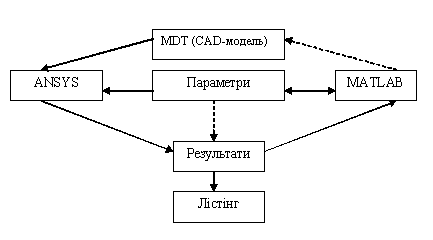 MDT (CAD-модель)
ANSYS
Параметри
MATLAB
Результати
Лістінг